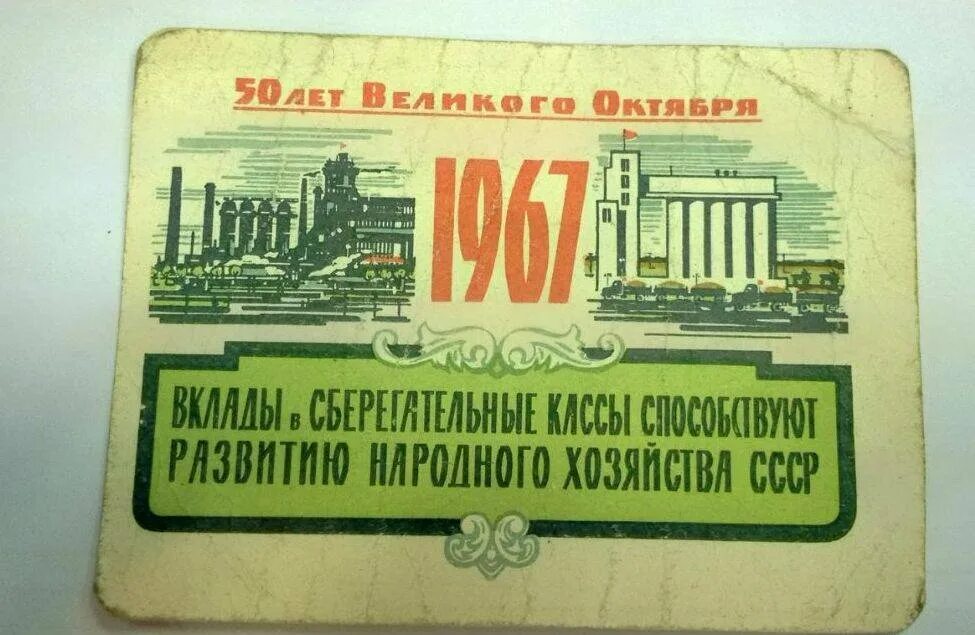 50 лет Великого Октября
1967
ВКЛАДЫ в СБЕРЕГАТЕЛЬНЫЕ КАССЫ СПОСОБСТВУЮТ
РАЗВИТИЮ НАРОДНОГО ХОЗЯЙСТВА СССР